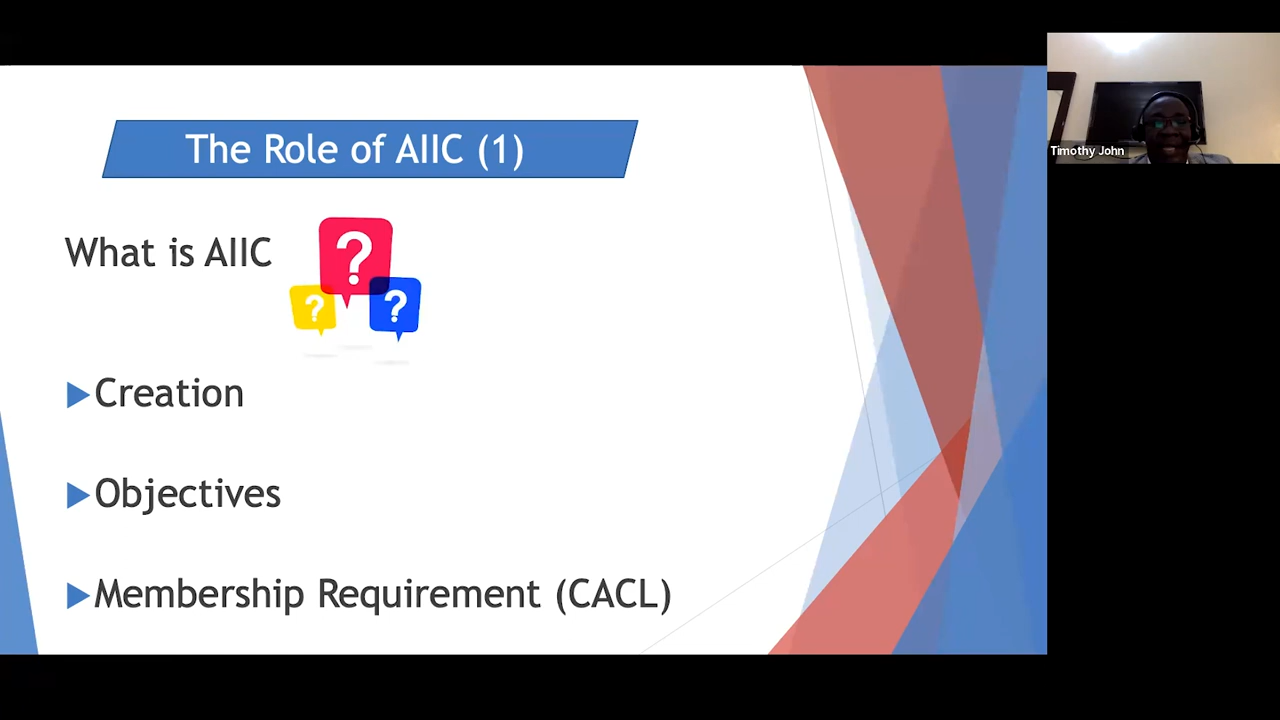 The Role of AIIC (1)
What is AIIC
? ? ?
Creation
Objectives
Membership Requirement (CACL)
Timothy John